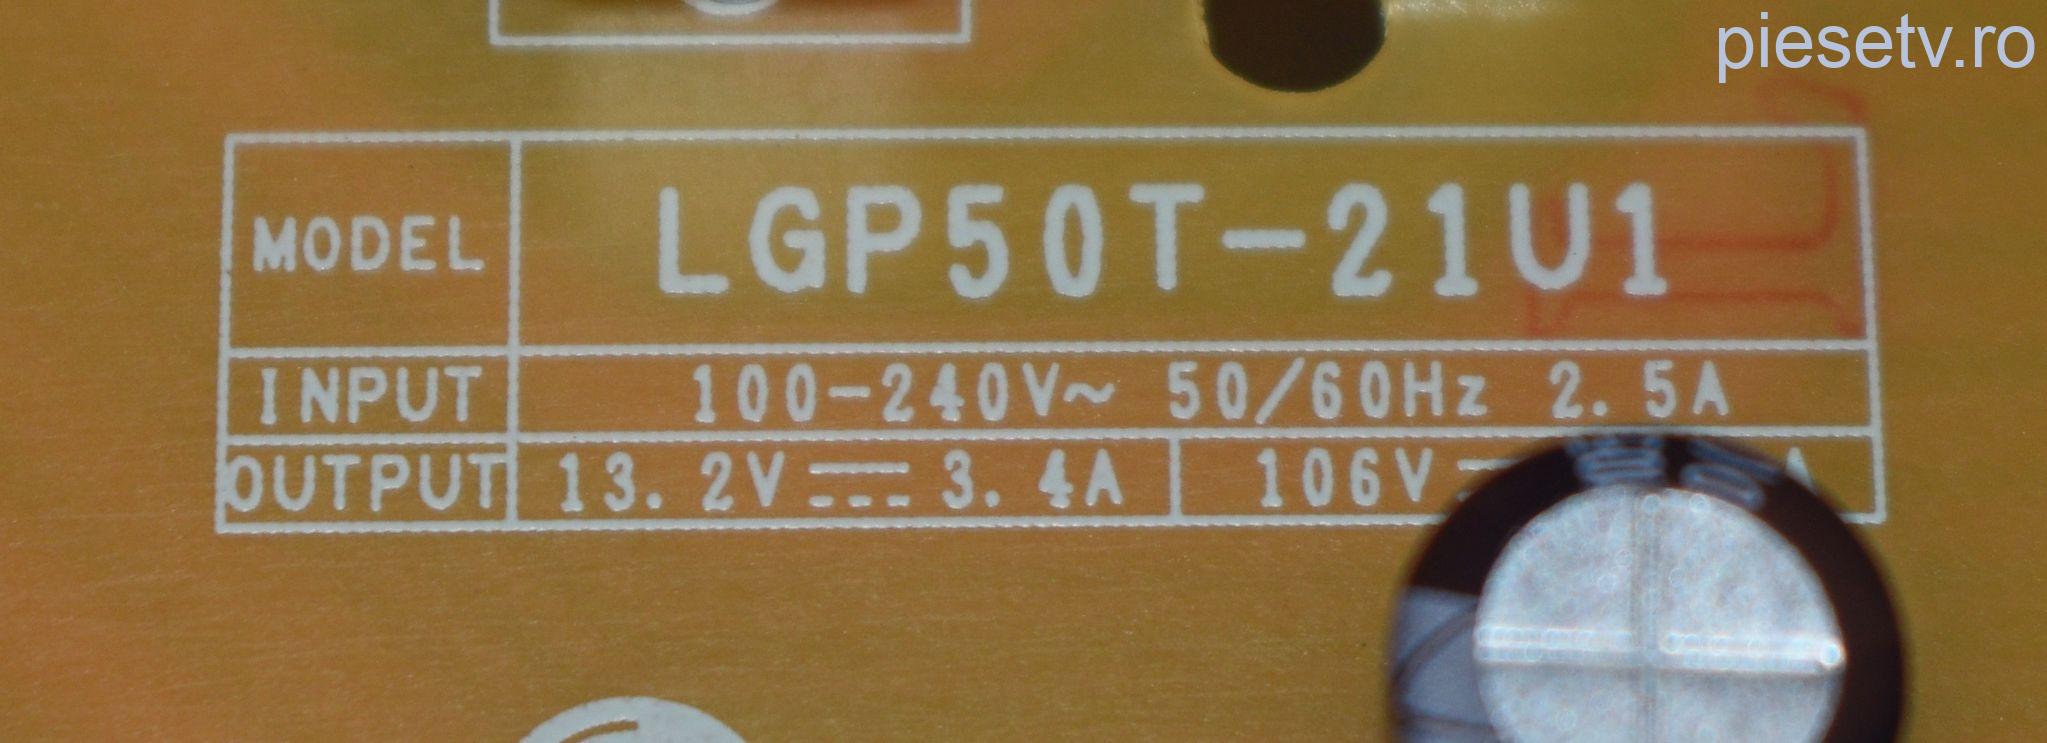 piesetv.ro
MODEL LGP50T-21U1
INPUT 100-240V~ 50/60Hz 2.5A
OUTPUT 13.2V⎓3.4A 106V A